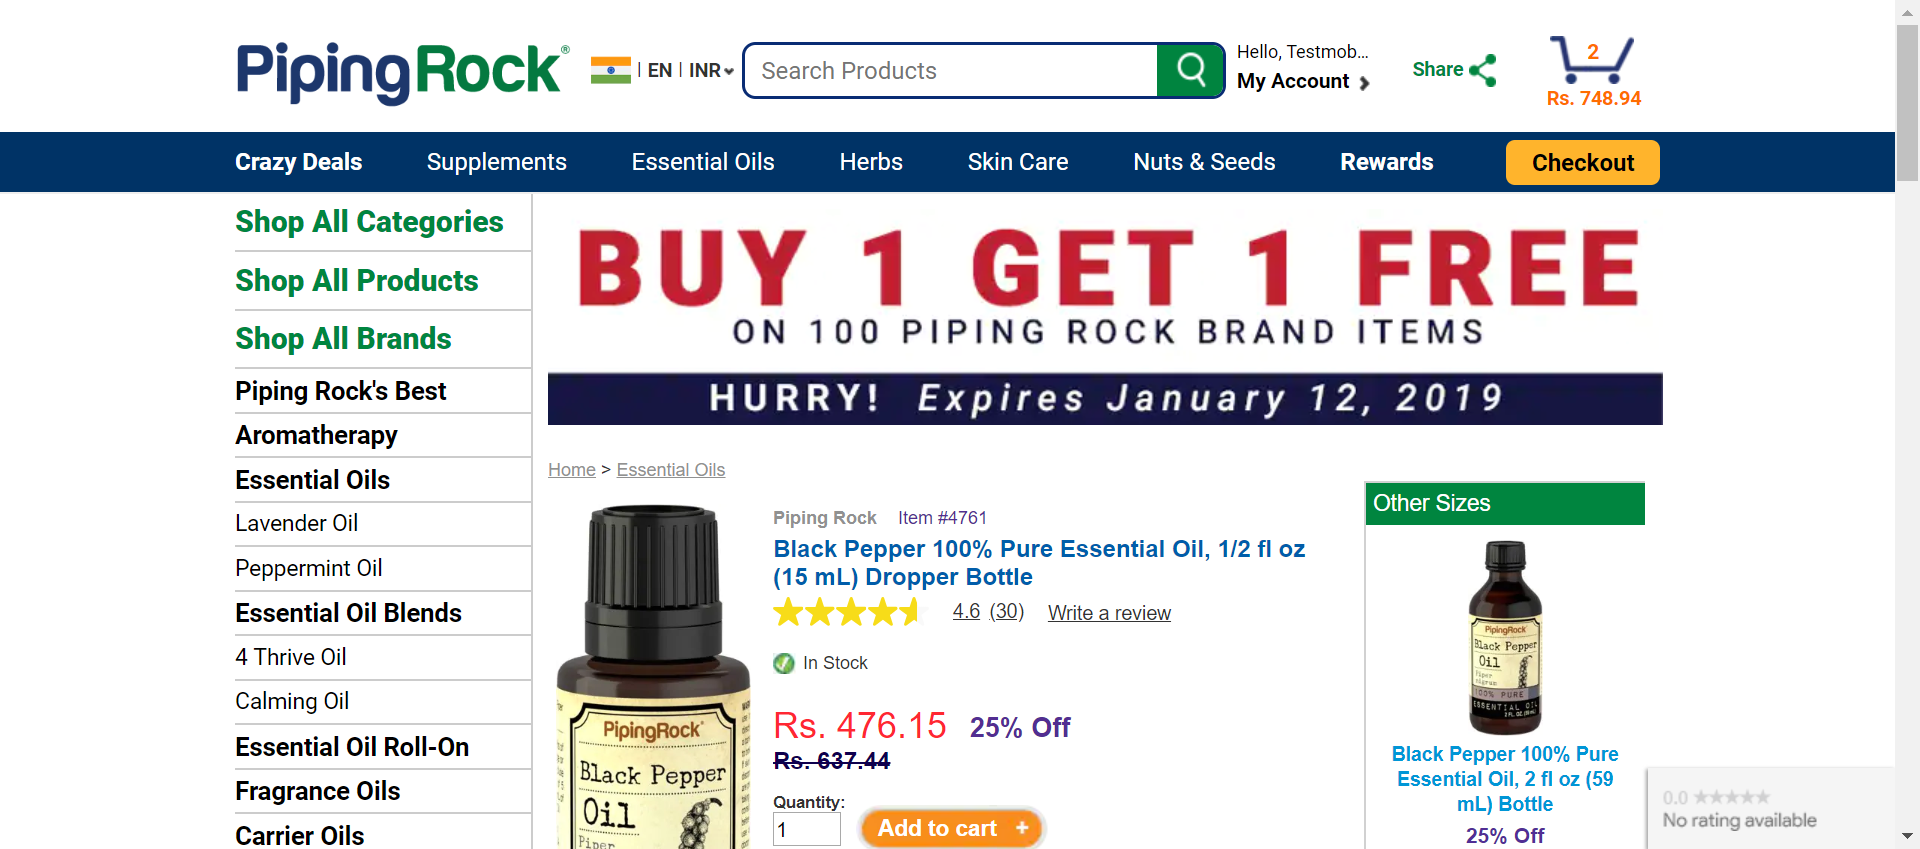 PipingRock®
| EN | INR
Search Products
Hello, Testmob...
My Account
Share
2
Rs. 748.94
Crazy Deals
Supplements
Essential Oils
Herbs
Skin Care
Nuts & Seeds
Rewards
Checkout
Shop All Categories
Shop All Products
Shop All Brands
Piping Rock's Best
Aromatherapy
Essential Oils
Lavender Oil
Peppermint Oil
Essential Oil Blends
4 Thrive Oil
Calming Oil
Essential Oil Roll-On
Fragrance Oils
Carrier Oils
BUY 1 GET 1 FREE
ON 100 PIPING ROCK BRAND ITEMS
HURRY! Expires January 12, 2019
Home > Essential Oils
PipingRock®
Black Pepper
Oil
Piper
Piping Rock Item #4761
Black Pepper 100% Pure Essential Oil, 1/2 fl oz
(15 mL) Dropper Bottle
4.6 (30) Write a review
In Stock
Rs. 476.15 25% Off
Rs. 637.44
Quantity:
1
Add to cart +
Other Sizes
PipingRock
Black Pepper
Oil
Piper
nigrum
100% PURE
ESSENTIAL OIL
2 FL. OZ. (59 mL)
Black Pepper 100% Pure
Essential Oil, 2 fl oz (59
mL) Bottle
25% Off
0.0
No rating available